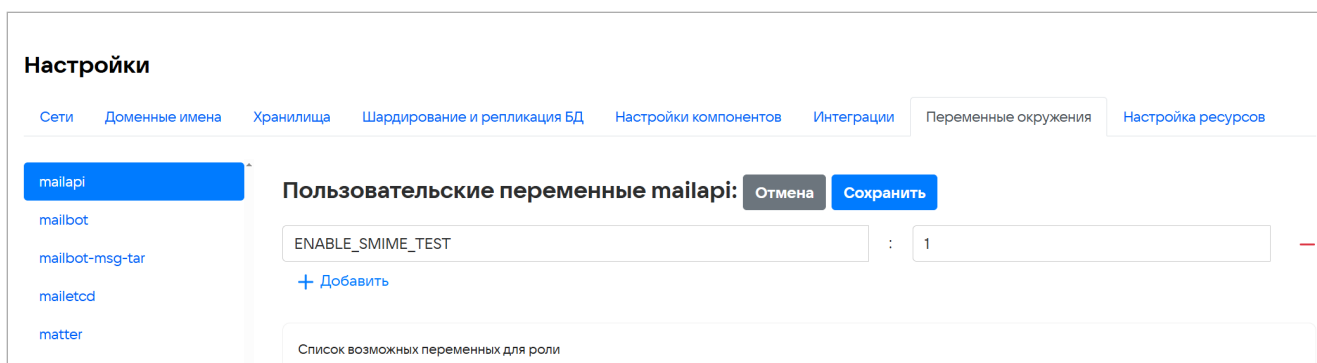 Настройки
Сети Доменные имена Хранилища Шардирование и репликация БД Настройки компонентов Интеграции Переменные окружения Настройка ресурсов
mailapi
Пользовательские переменные mailapi: Отмена Сохранить
mailbot
ENABLE_SMIME_TEST : 1
mailbot-msg-tar
+ Добавить
mailetcd
matter
Список возможных переменных для роли